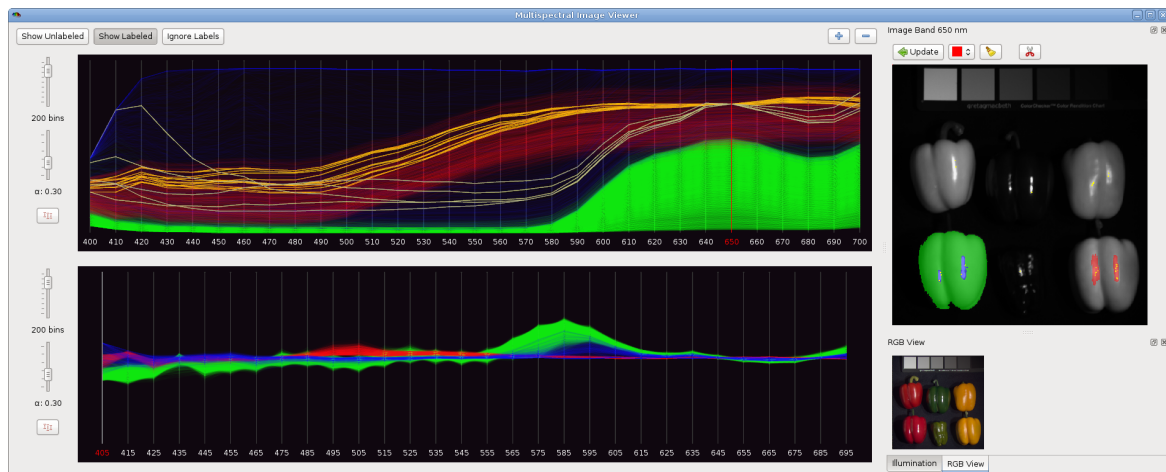 Multispectral Image Viewer
Show Unlabeled Show Labeled Ignore Labels
Image Band 650 nm
Update
200 bins
α: 0.30
400 410 420 430 440 450 460 470 480 490 500 510 520 530 540 550 560 570 580 590 600 610 620 630 640 650 660 670 680 690 700
200 bins
α: 0.30
405 415 425 435 445 455 465 475 485 495 505 515 525 535 545 555 565 575 585 595 605 615 625 635 645 655 665 675 685 695
RGB View
Illumination RGB View